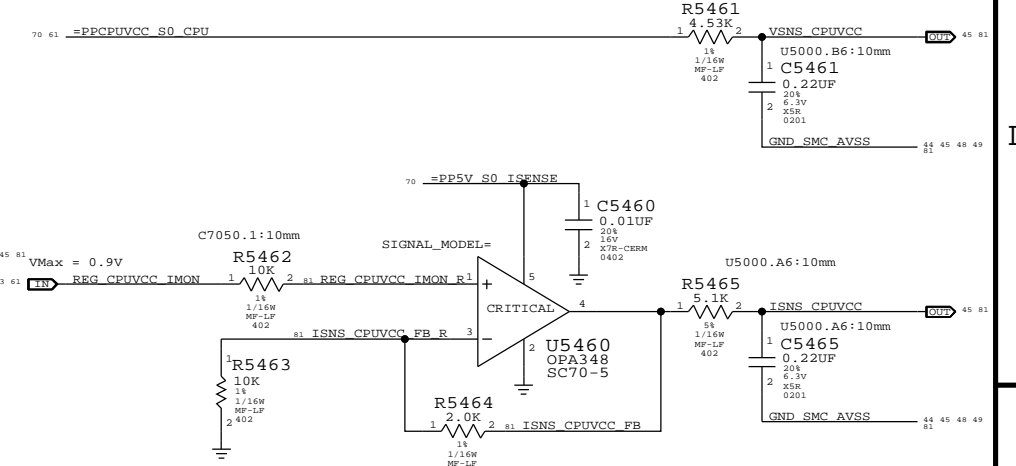 R5461
4.53K
70 61 =PPCPUVCC_S0_CPU 1 2 VSNS_CPUVCC OUT 45 81
1%
1/16W
MF-LF
402
U5000.B6:10mm
1 C5461
0.22UF
20%
2 6.3V
X5R
0201
GND_SMC_AVSS 44 45 48 49
81
70 =PP5V_S0_ISENSE
1 C5460
0.01UF
20%
2 16V
X7R-CERM
0402
C7050.1:10mm
SIGNAL_MODEL=
45 81
VMax = 0.9V
R5462
10K
3 61 IN REG_CPUVCC_IMON 1 2 81 REG_CPUVCC_IMON_R 1 + 5
1%
1/16W
MF-LF
402
CRITICAL 4
U5000.A6:10mm
R5465
5.1K
1 2 ISNS_CPUVCC OUT 45 81
5%
1/16W
MF-LF
402
U5000.A6:10mm
1 C5465
0.22UF
20%
2 6.3V
X5R
0201
GND_SMC_AVSS 44 45 48 49
81
81 ISNS_CPUVCC_FB_R 3 − 2
U5460
OPA348
SC70-5
1 R5463
10K
1%
1/16W
MF-LF
2 402
R5464
2.0K
1 2 81 ISNS_CPUVCC_FB
1%
1/16W
MF-LF